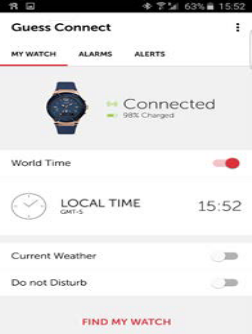 63% 15:52
Guess Connect
MY WATCH ALARMS ALERTS
Connected
98% Charged
World Time
LOCAL TIME 15:52
GMT-5
Current Weather
Do not Disturb
FIND MY WATCH